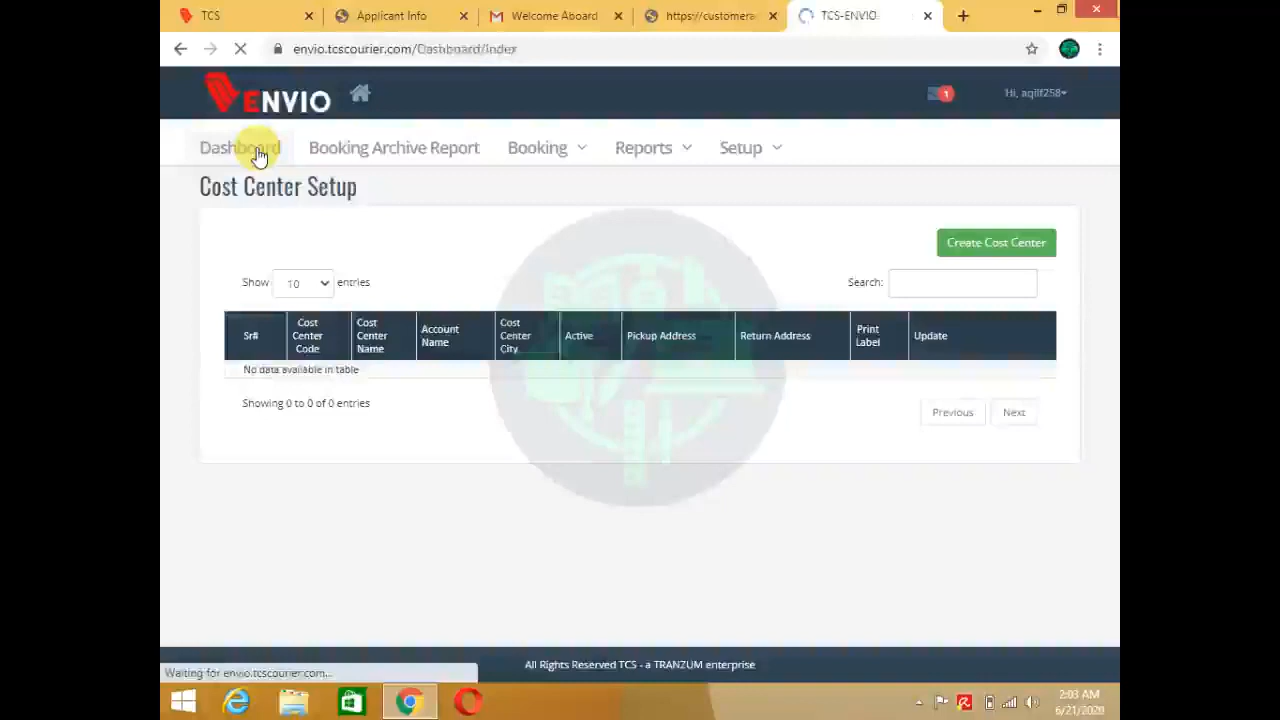 TCS
Applicant Info
Welcome Aboard
https://customera
TCS-ENVIO
envio.tcscourier.com/Dashboard/Index
ENVIO
1
Hi, aqilf258
Dashboard
Booking Archive Report
Booking
Reports
Setup
Cost Center Setup
Create Cost Center
Show 10 entries
Search:
Sr#
Cost Center Code
Cost Center Name
Account Name
Cost Center City
Active
Pickup Address
Return Address
Print Label
Update
No data available in table
Showing 0 to 0 of 0 entries
Previous
Next
All Rights Reserved TCS - a TRANZUM enterprise
Waiting for envio.tcscourier.com...
2:03 AM
6/21/2020